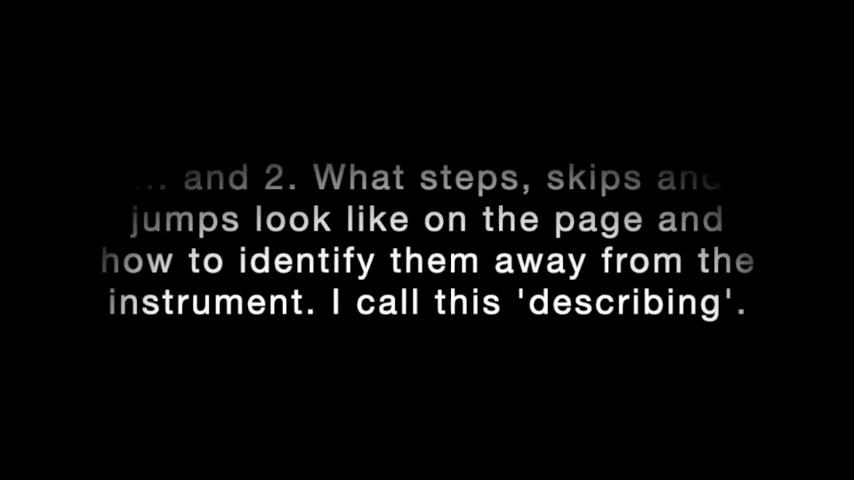 ... and 2. What steps, skips and
jumps look like on the page and
how to identify them away from the
instrument. I call this 'describing'.